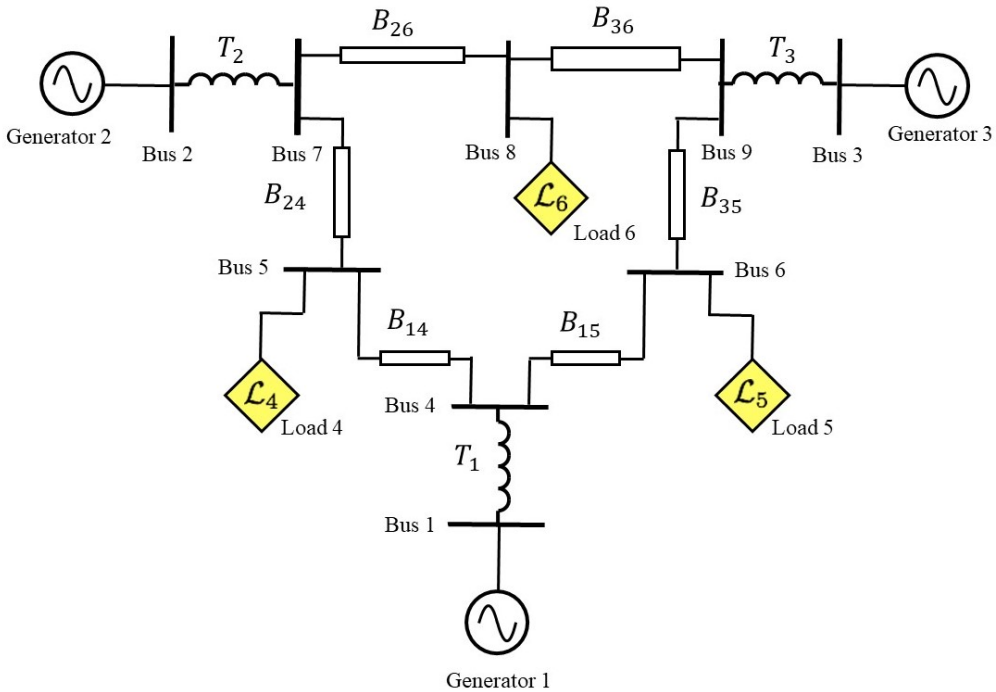 B₂₆
B₃₆
T₂
T₃
Generator 2
Bus 2
Bus 7
Bus 8
Bus 9
Bus 3
Generator 3
B₂₄
ℒ₆
Load 6
B₃₅
Bus 5
Bus 6
B₁₄
B₁₅
ℒ₄
Load 4
Bus 4
ℒ₅
Load 5
T₁
Bus 1
Generator 1